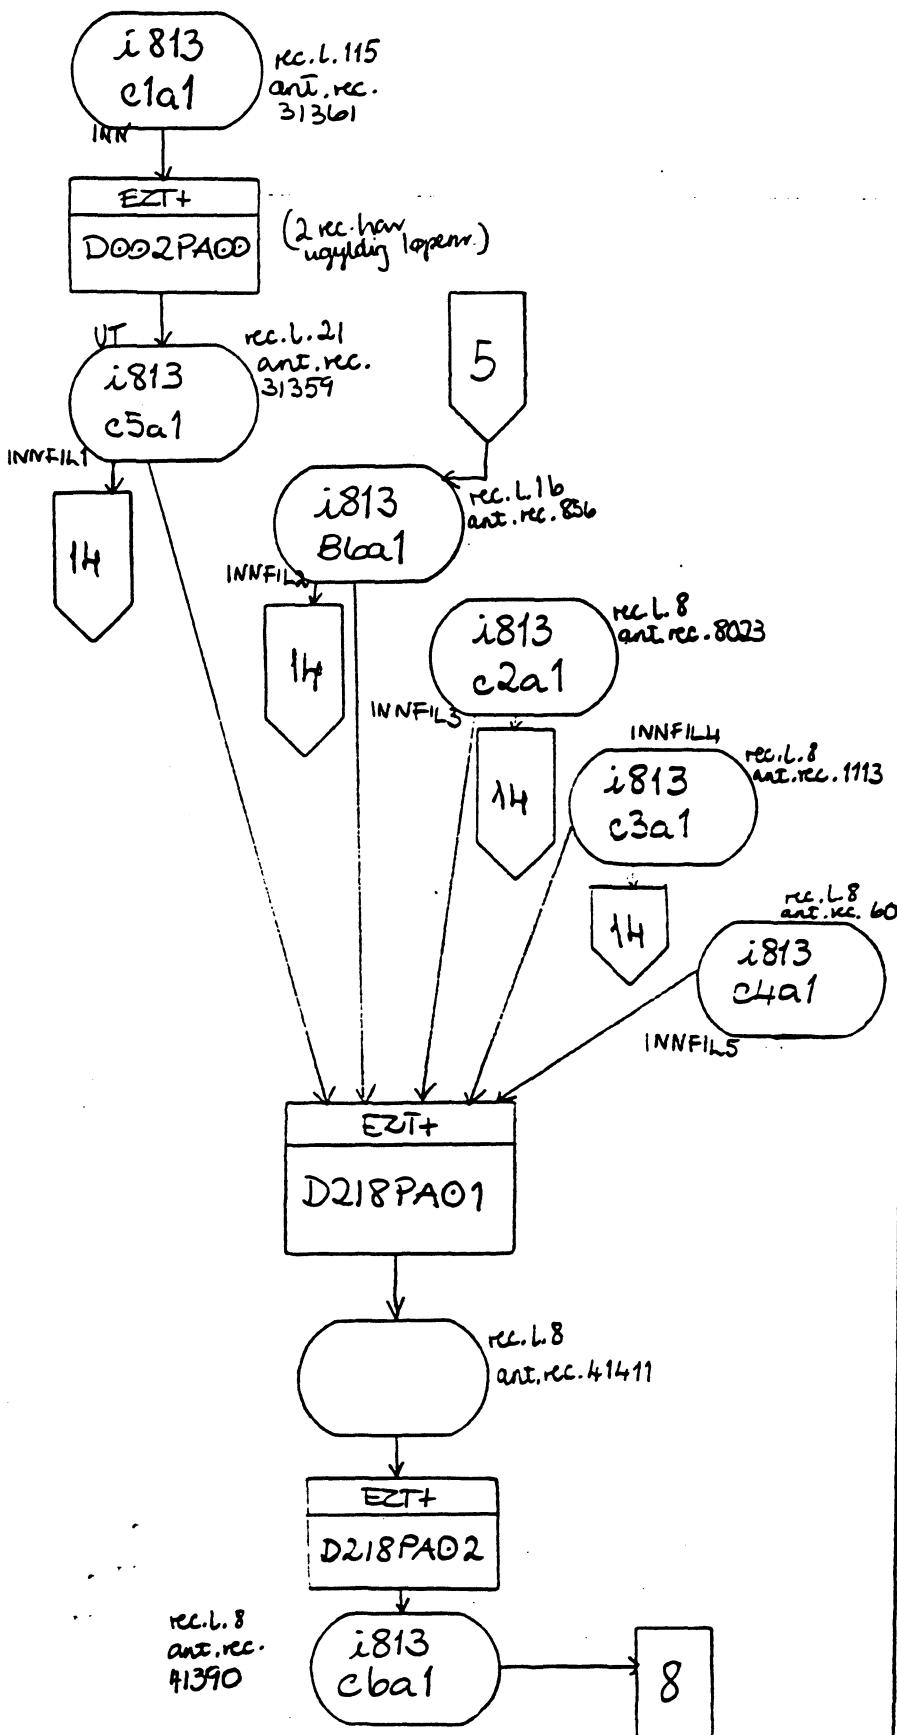 i813
c1a1
rec.l.115
ant.rec.
31361
INN
EZT+
D002PA00
(2 rec. har
ugyldig løpenr.)
UT
i813
c5a1
rec.l.21
ant.rec.
31359
5
INNFIL1
14
i813
B6a1
rec.l.16
ant.rec.856
INNFIL2
14
i813
c2a1
rec.l.8
ant.rec.8023
INNFIL3
14
INNFIL4
i813
c3a1
rec.l.8
ant.rec.1113
14
rec.l.8
ant.rec.60
i813
c4a1
INNFIL5
EZT+
D218PA01
rec.l.8
ant.rec.41411
EZT+
D218PA02
rec.l.8
ant.rec.
41390
i813
c6a1
8